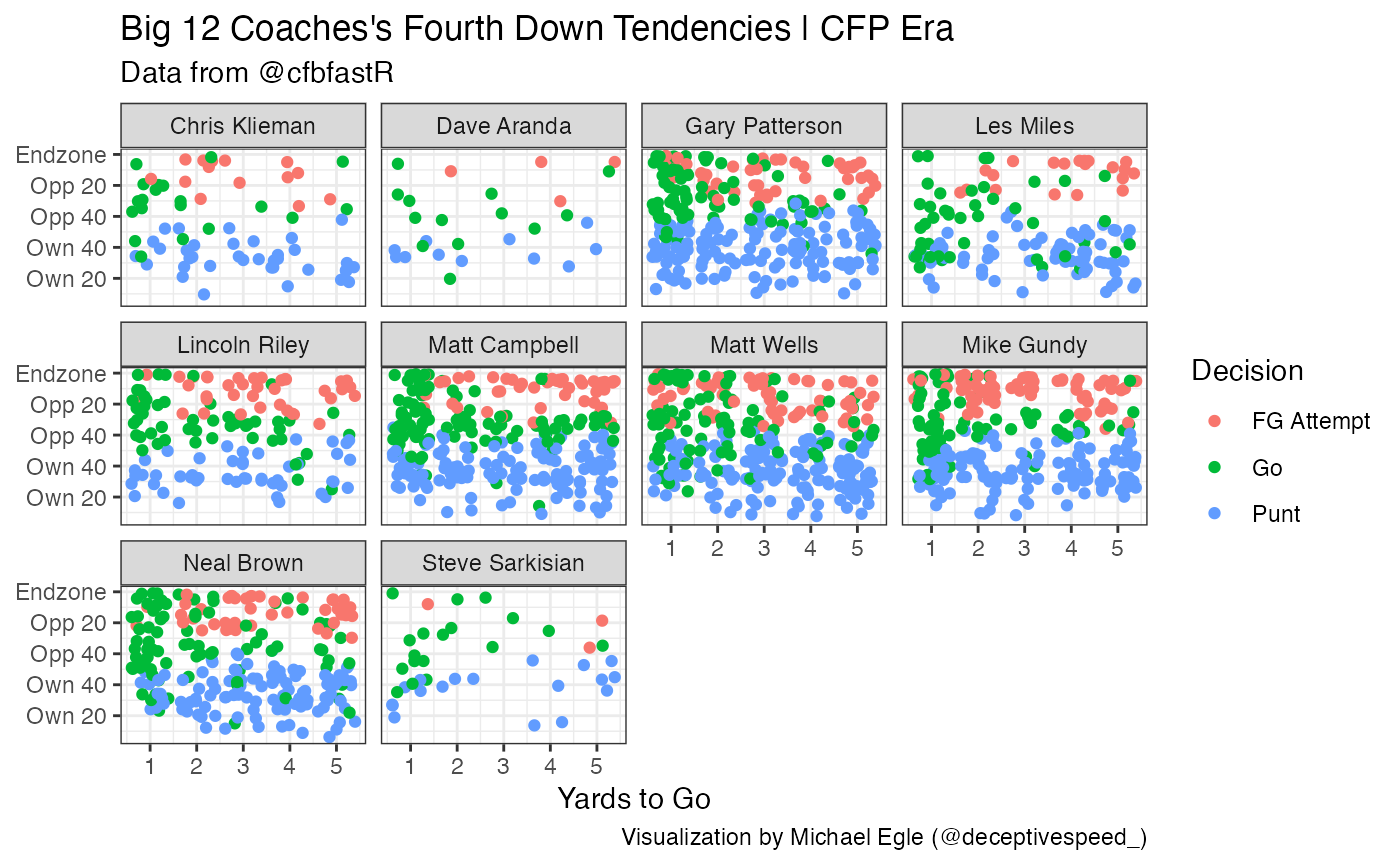 Big 12 Coaches's Fourth Down Tendencies | CFP Era
Data from @cfbfastR
Chris Klieman
Dave Aranda
Gary Patterson
Les Miles
Endzone
Opp 20
Opp 40
Own 40
Own 20
Lincoln Riley
Matt Campbell
Matt Wells
Mike Gundy
Endzone
Opp 20
Opp 40
Own 40
Own 20
1 2 3 4 5
1 2 3 4 5
Neal Brown
Steve Sarkisian
Endzone
Opp 20
Opp 40
Own 40
Own 20
1 2 3 4 5
1 2 3 4 5
Yards to Go
Decision
FG Attempt
Go
Punt
Visualization by Michael Egle (@deceptivespeed_)